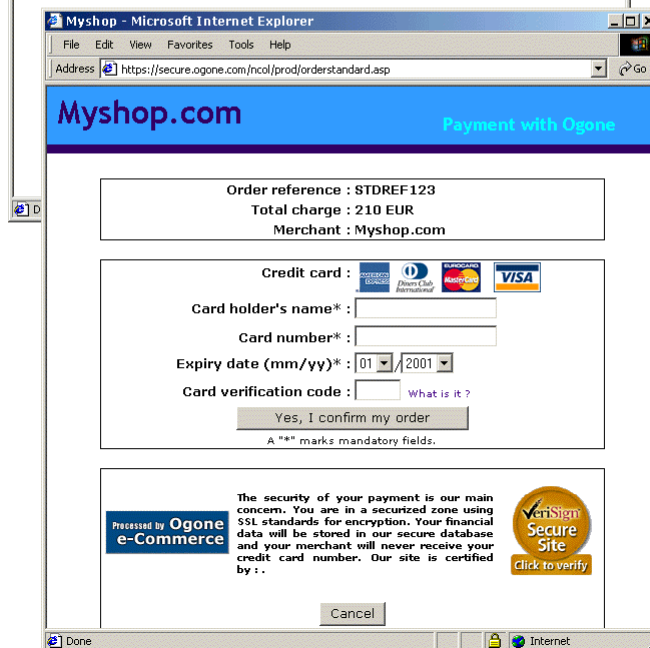 Myshop - Microsoft Internet Explorer
File Edit View Favorites Tools Help
Address https://secure.ogone.com/ncol/prod/orderstandard.asp Go
Myshop.com
Payment with Ogone
Order reference : STDREF123
Total charge : 210 EUR
Merchant : Myshop.com
D
Credit card : AMERICAN EXPRESS Diners Club International EUROCARD MasterCard VISA
Card holder's name* :
Card number* :
Expiry date (mm/yy)* : 01 / 2001
Card verification code : What is it ?
Yes, I confirm my order
A "*" marks mandatory fields.
Processed by Ogone
e-Commerce
The security of your payment is our main
concern. You are in a securized zone using
SSL standards for encryption. Your financial
data will be stored in our secure database
and your merchant will never receive your
credit card number. Our site is certified
by : .
VeriSign
Secure
Site
Click to verify
Cancel
Done Internet